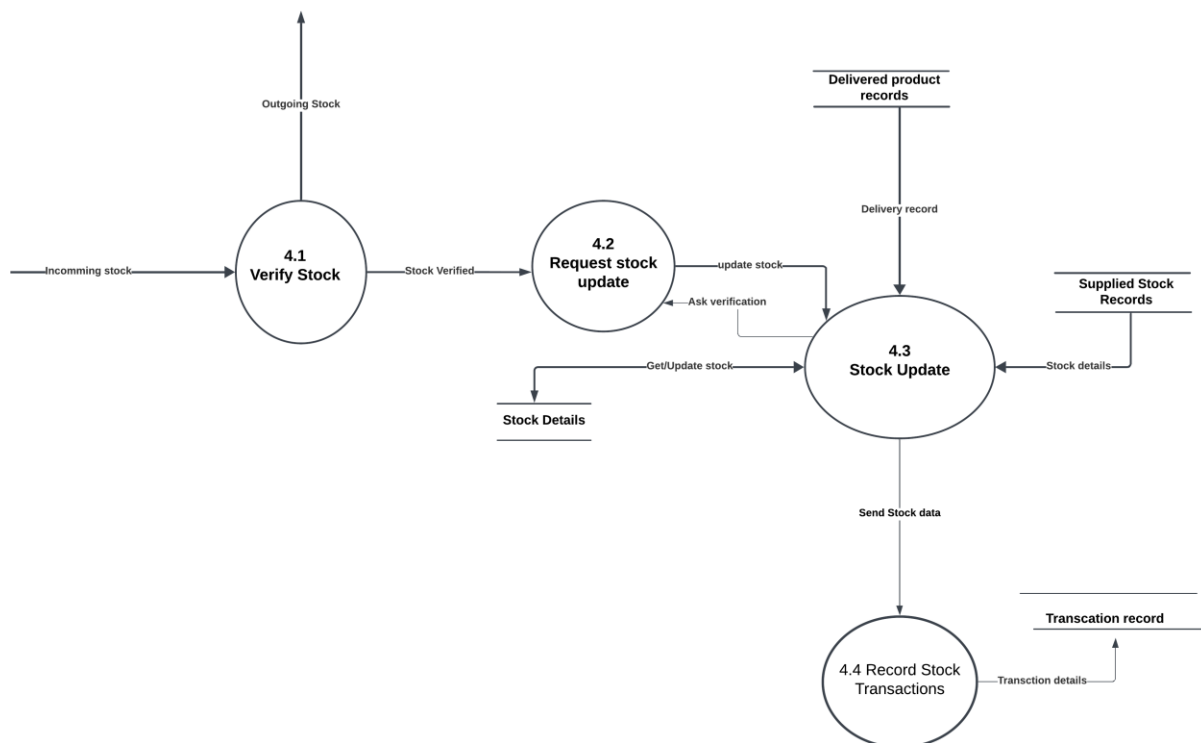 Outgoing Stock
Delivered product
records
Delivery record
4.1
Verify Stock
Incomming stock
Stock Verified
4.2
Request stock
update
update stock
Ask verification
Supplied Stock
Records
4.3
Stock Update
Get/Update stock
Stock details
Stock Details
Send Stock data
Transcation record
4.4 Record Stock
Transactions
Transction details